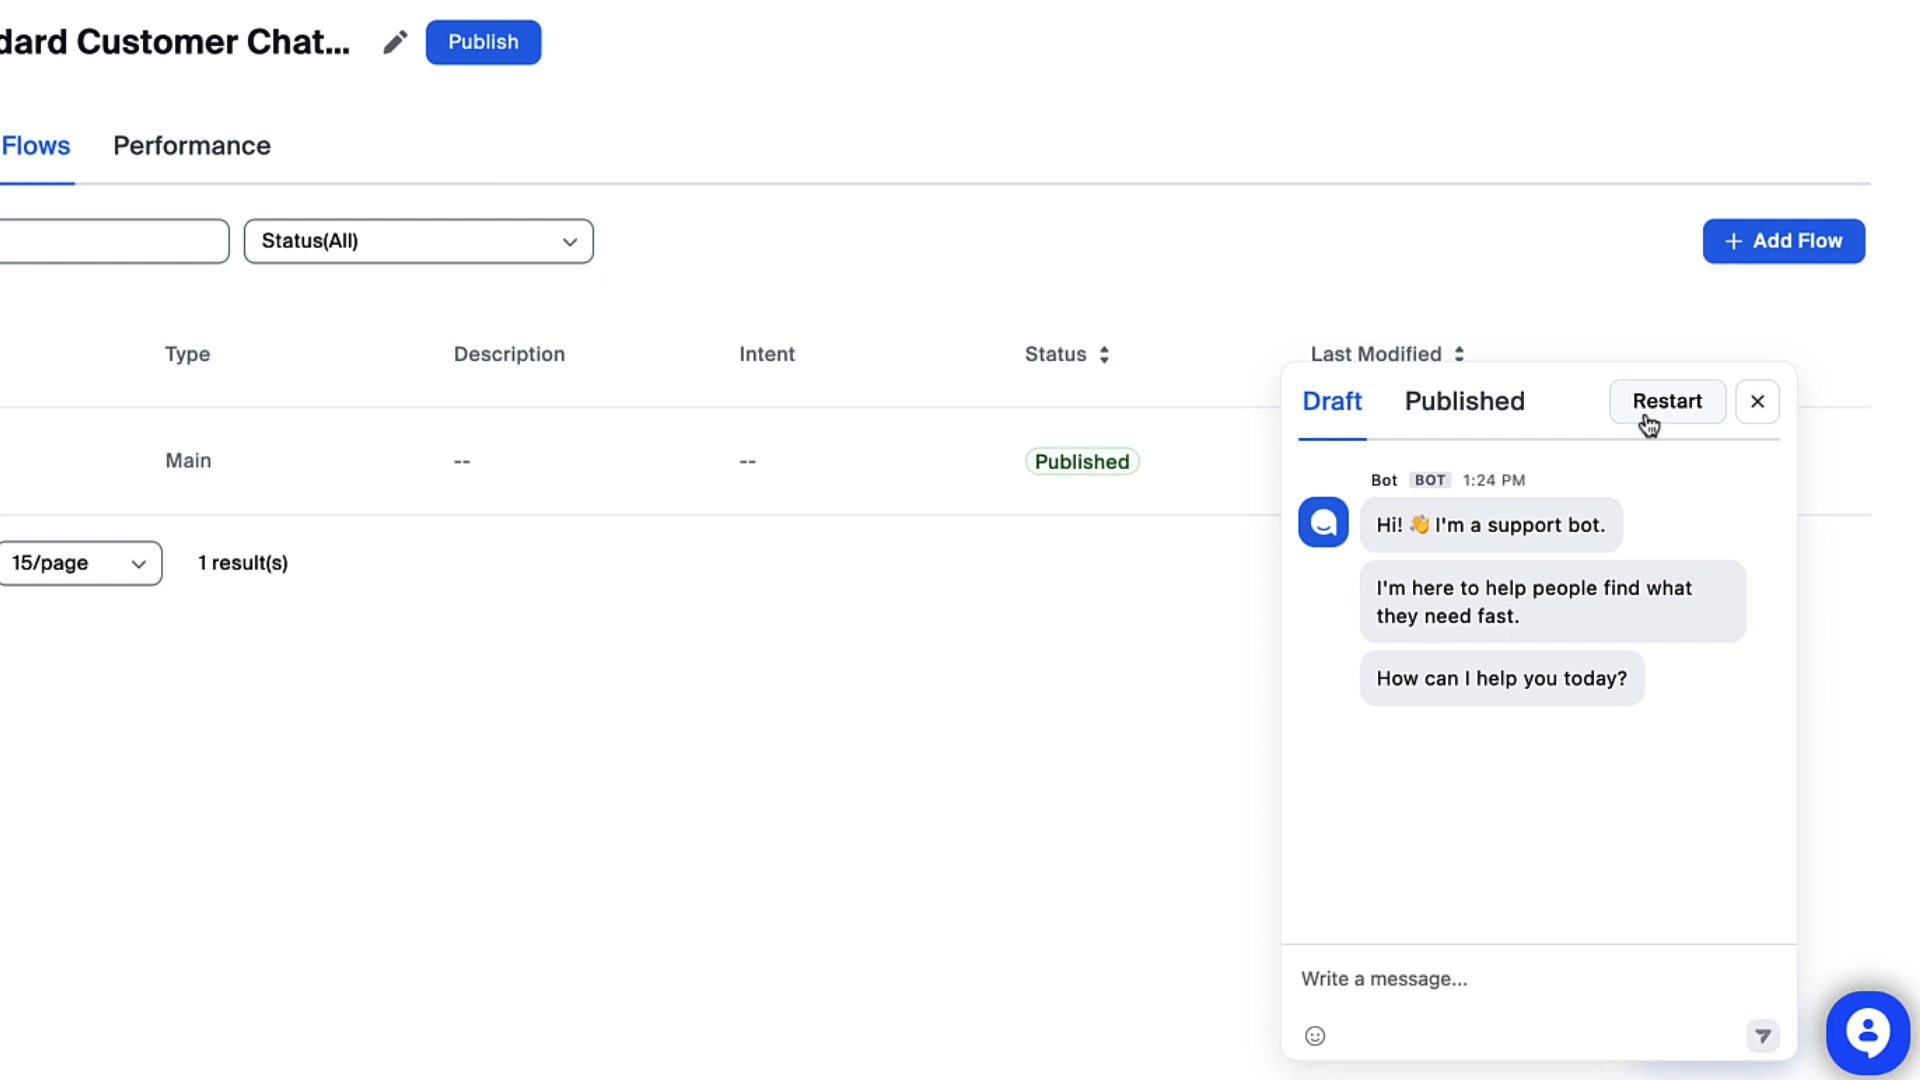 dard Customer Chat...
Publish
Flows
Performance
Status(All)
+ Add Flow
Type
Description
Intent
Status
Last Modified
Main
--
--
Published
15/page
1 result(s)
Draft
Published
Restart
Bot BOT 1:24 PM
Hi! 👋 I'm a support bot.
I'm here to help people find what
they need fast.
How can I help you today?
Write a message...